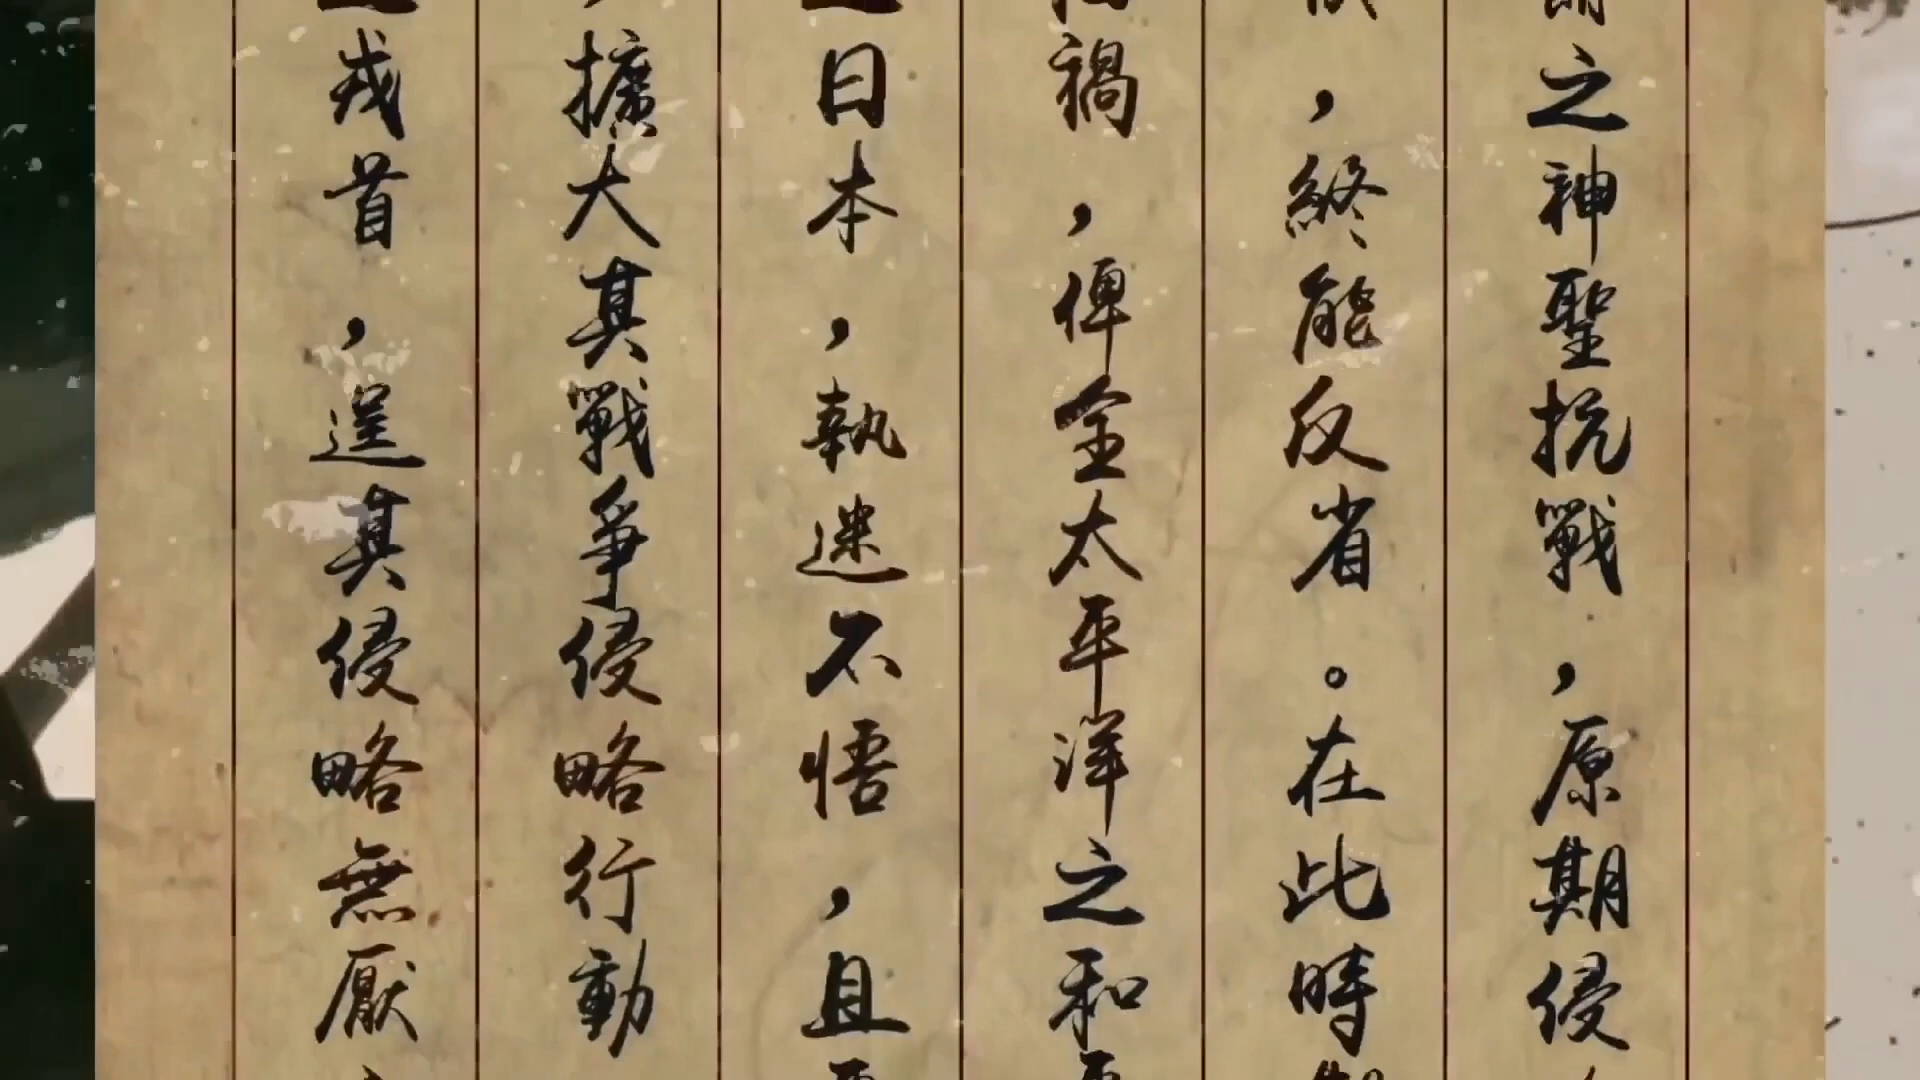 之神聖抗戰，原期侵
，終能反省。在此時
禍，俾全太平洋之和
日本，執迷不悟，且
擴大其戰爭侵略行動
戎首，逞其侵略無厭